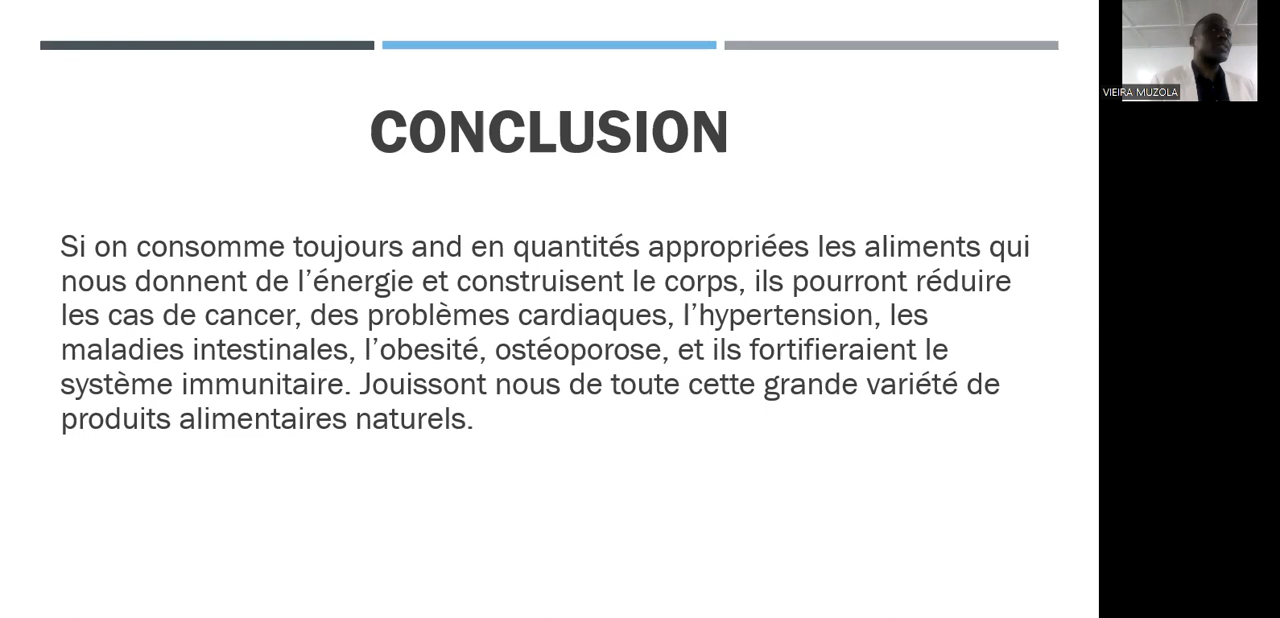 CONCLUSION
Si on consomme toujours and en quantités appropriées les aliments qui
nous donnent de l’énergie et construisent le corps, ils pourront réduire
les cas de cancer, des problèmes cardiaques, l’hypertension, les
maladies intestinales, l’obesité, ostéoporose, et ils fortifieraient le
système immunitaire. Jouissont nous de toute cette grande variété de
produits alimentaires naturels.
VIEIRA MUZOLA